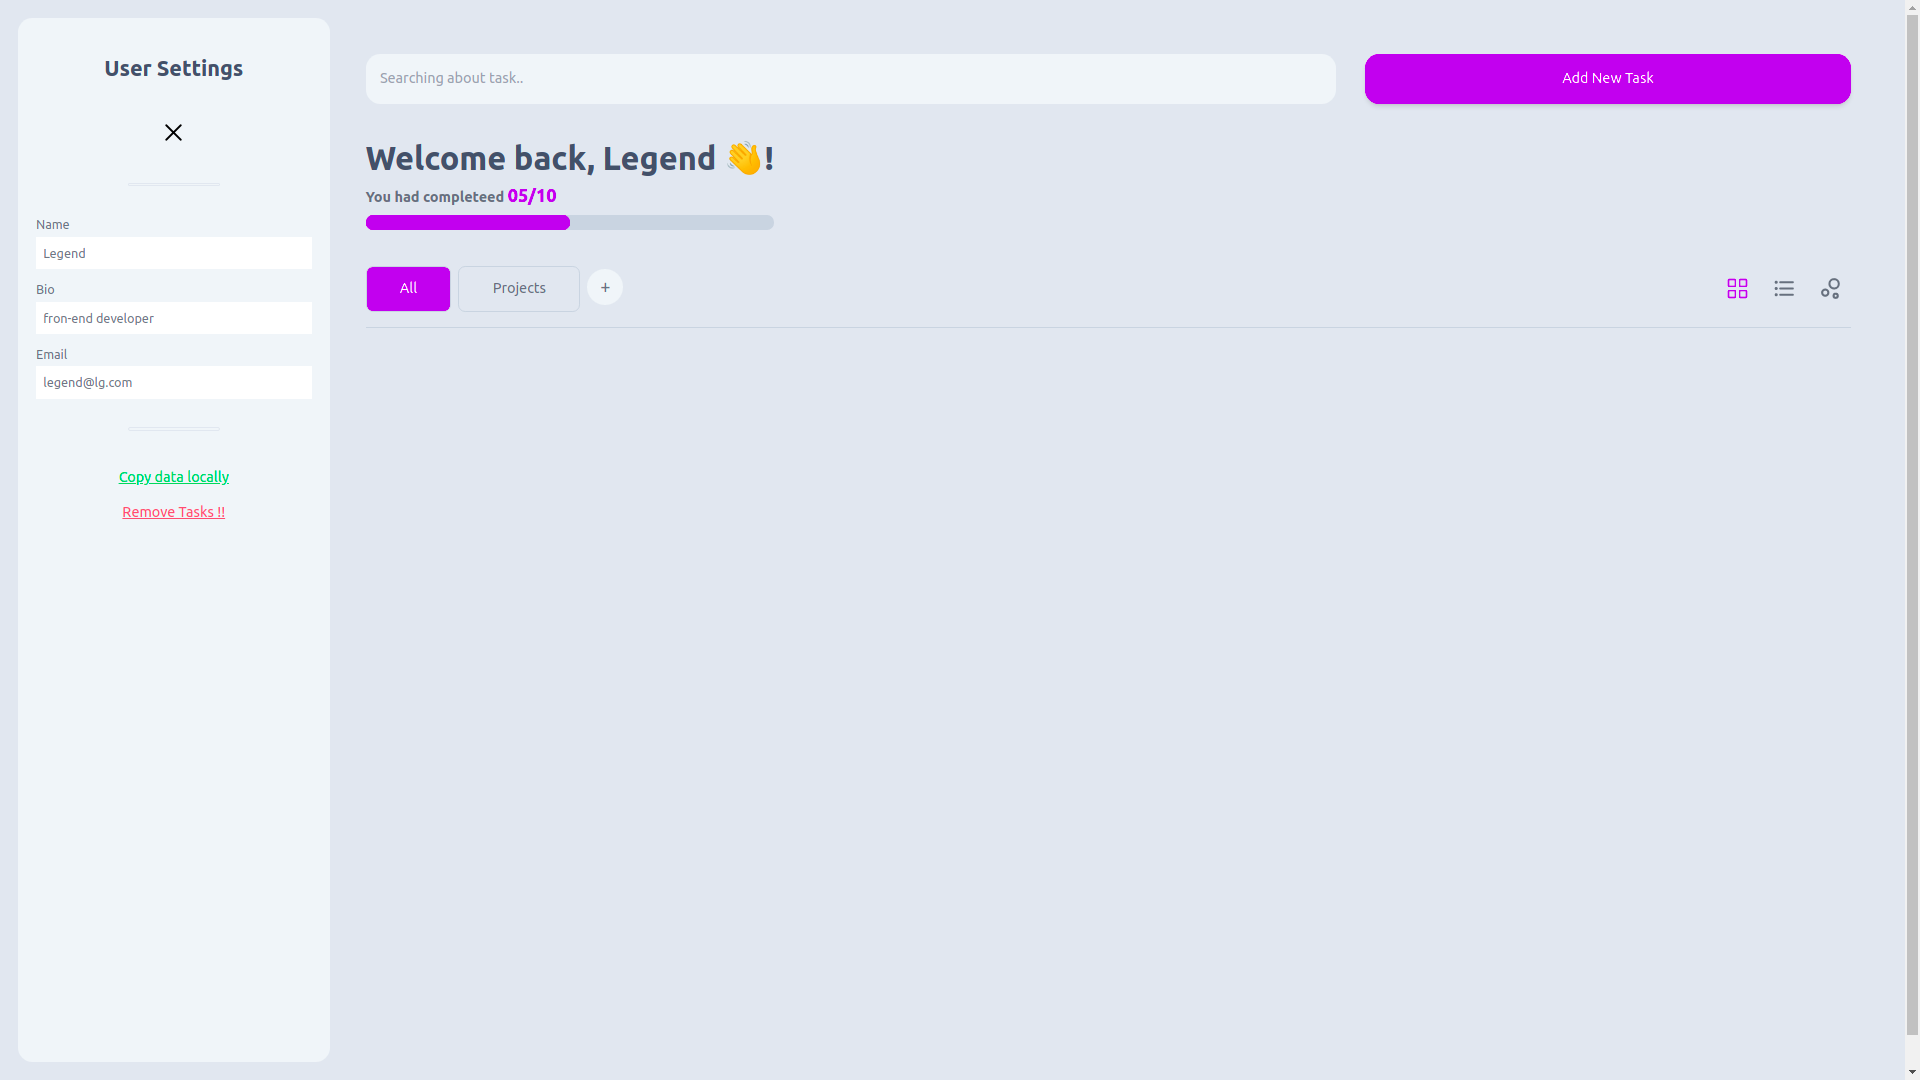 User Settings
Name
Legend
Bio
fron-end developer
Email
legend@lg.com
Copy data locally
Remove Tasks !!
Searching about task..
Add New Task
Welcome back, Legend 👋!
You had completeed 05/10
All
Projects
+